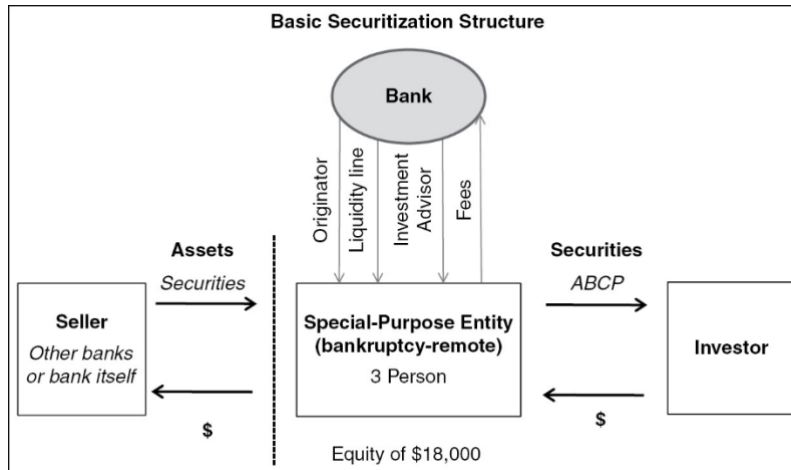 Basic Securitization Structure
Bank
Originator
Liquidity line
Investment
Advisor
Fees
Assets
Securities
Securities
ABCP
Seller
Other banks
or bank itself
Special-Purpose Entity
(bankruptcy-remote)
3 Person
Investor
$
$
Equity of $18,000